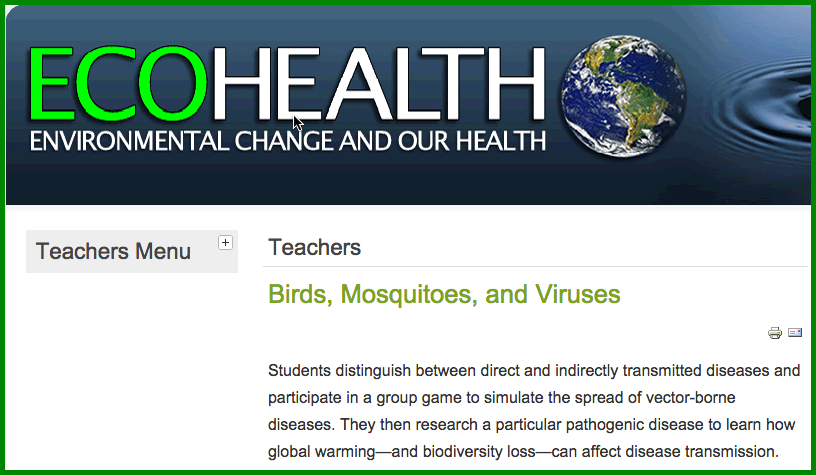 ECOHEALTH
ENVIRONMENTAL CHANGE AND OUR HEALTH
Teachers Menu
Teachers
Birds, Mosquitoes, and Viruses
Students distinguish between direct and indirectly transmitted diseases and
participate in a group game to simulate the spread of vector-borne
diseases. They then research a particular pathogenic disease to learn how
global warming—and biodiversity loss—can affect disease transmission.